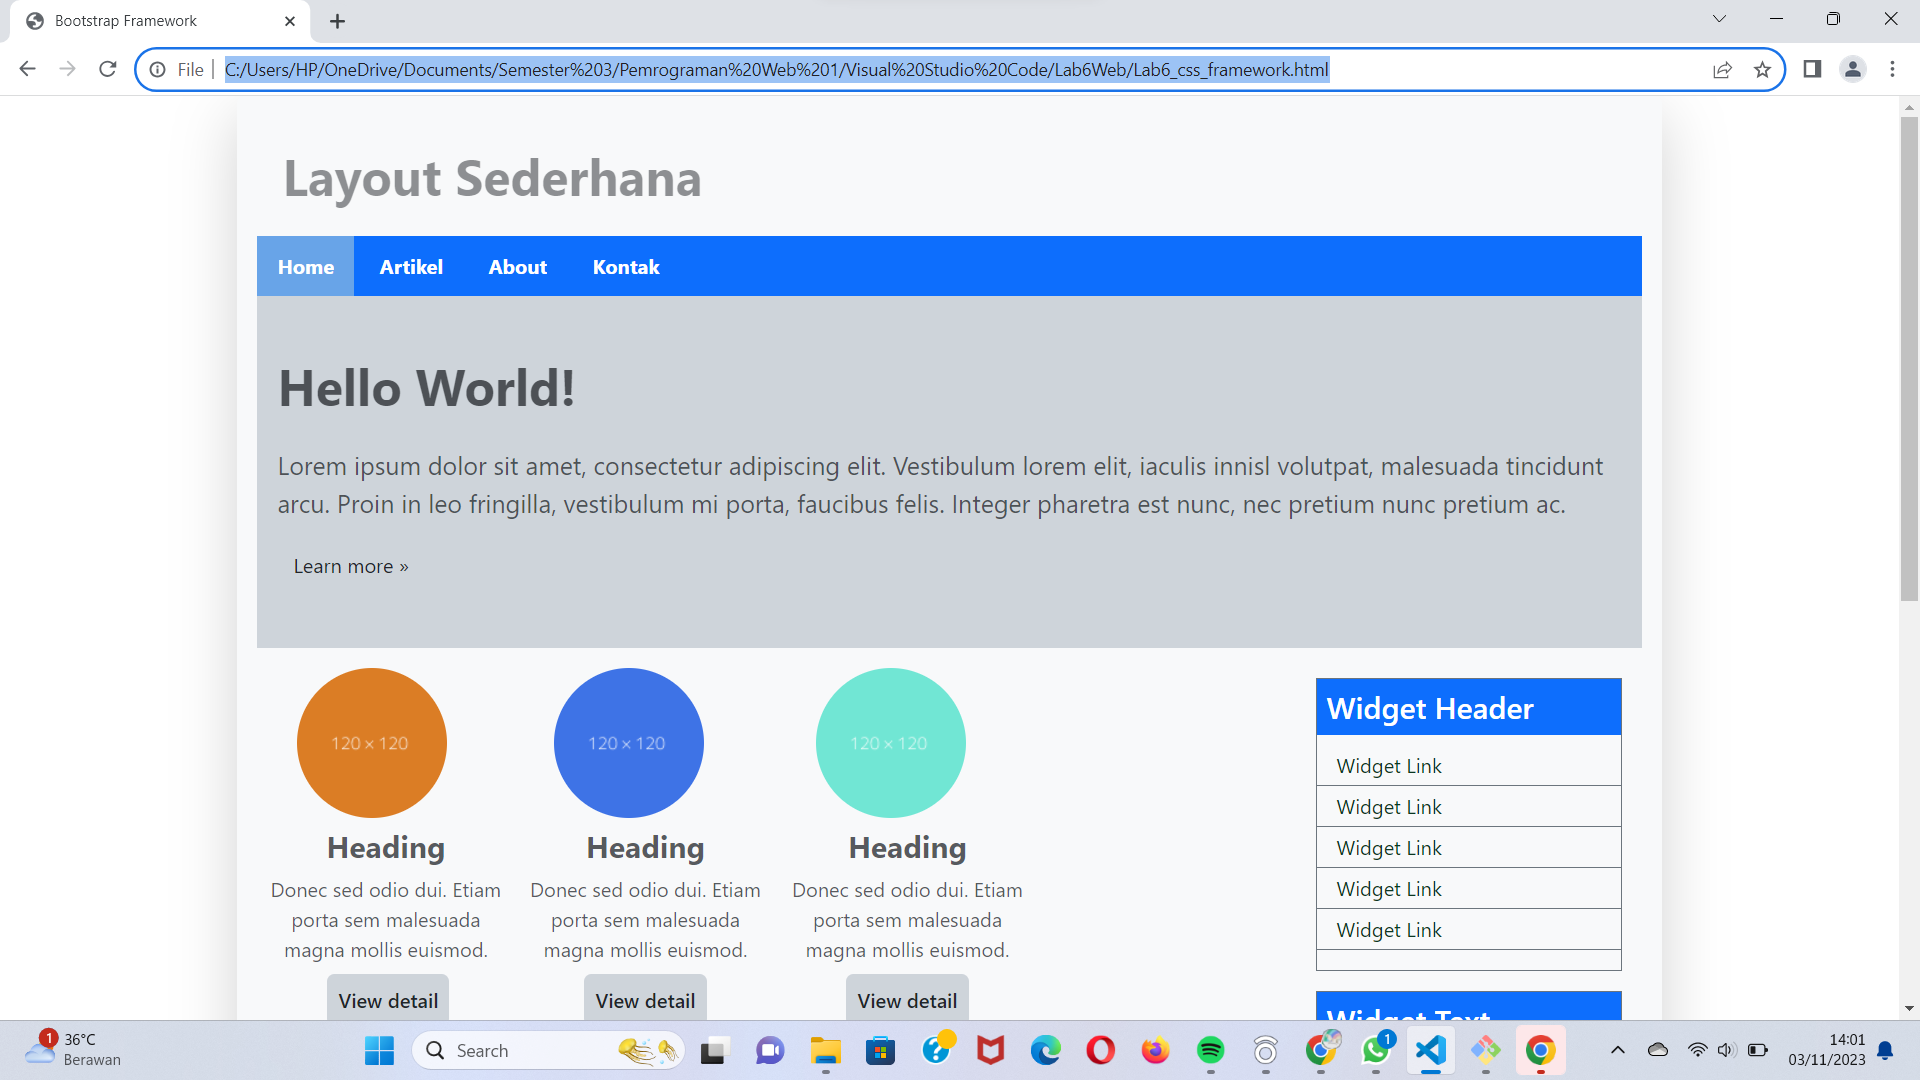 Bootstrap Framework
File
C:/Users/HP/OneDrive/Documents/Semester%203/Pemrograman%20Web%201/Visual%20Studio%20Code/Lab6Web/Lab6_css_framework.html
Layout Sederhana
Home Artikel About Kontak
Hello World!
Lorem ipsum dolor sit amet, consectetur adipiscing elit. Vestibulum lorem elit, iaculis innisl volutpat, malesuada tincidunt
arcu. Proin in leo fringilla, vestibulum mi porta, faucibus felis. Integer pharetra est nunc, nec pretium nunc pretium ac.
Learn more »
120 × 120
Heading
Donec sed odio dui. Etiam
porta sem malesuada
magna mollis euismod.
View detail
120 × 120
Heading
Donec sed odio dui. Etiam
porta sem malesuada
magna mollis euismod.
View detail
120 × 120
Heading
Donec sed odio dui. Etiam
porta sem malesuada
magna mollis euismod.
View detail
Widget Header
Widget Link
Widget Link
Widget Link
Widget Link
Widget Link
Widget Text
1
36°C
Berawan
Search
1
14:01
03/11/2023